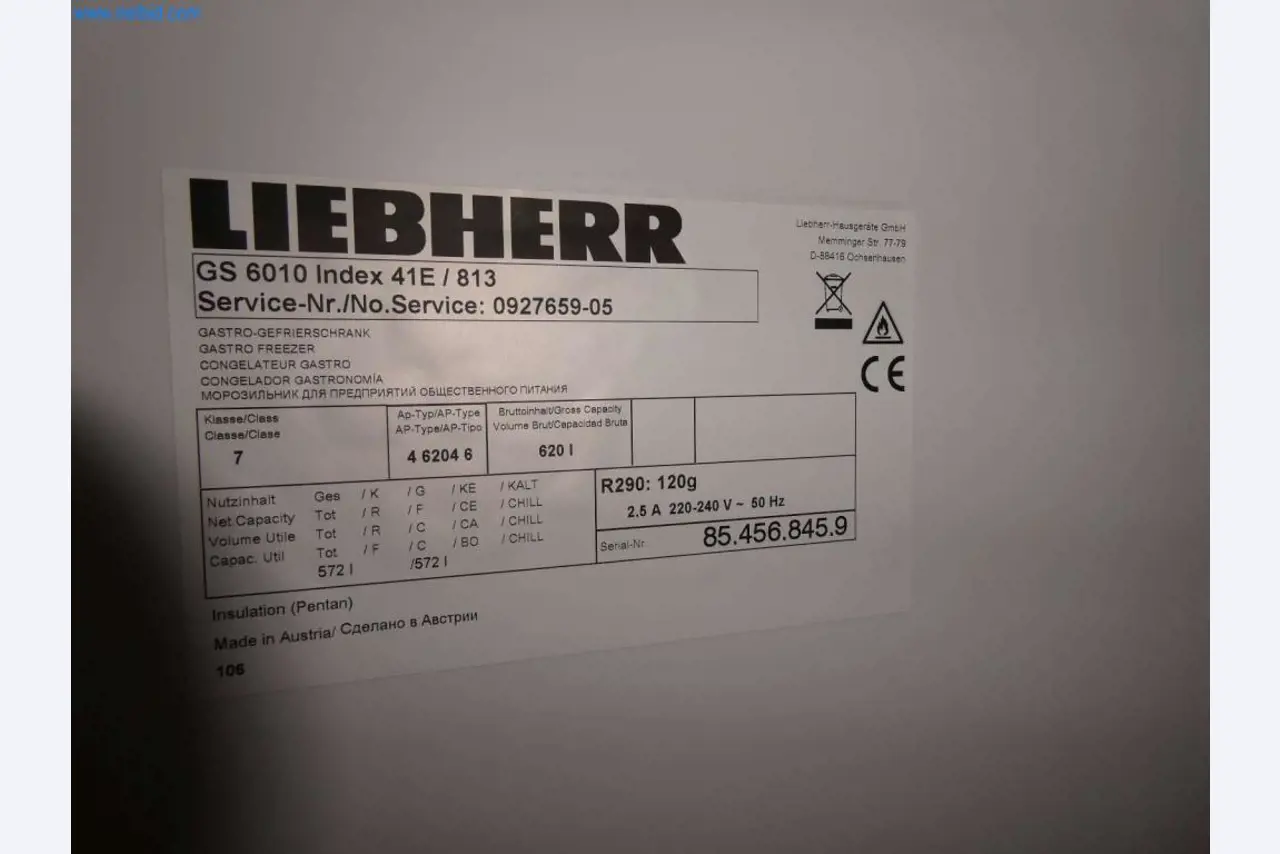 www.netbid.com
LIEBHERR
GS 6010 Index 41E / 813
Service-Nr./No.Service: 0927659-05
GASTRO-GEFRIERSCHRANK
GASTRO FREEZER
CONGELATEUR GASTRO
CONGELADOR GASTRONOMÍA
МОРОЗИЛЬНИК ДЛЯ ПРЕДПРИЯТИЙ ОБЩЕСТВЕННОГО ПИТАНИЯ
Liebherr-Hausgeräte GmbH
Memminger Str. 77-79
D-88416 Ochsenhausen
CE
Klasse/Class
Classe/Clase
7
Ap-Typ/AP-Type
AP-Type/AP-Tipo
4 6204 6
Bruttoinhalt/Gross Capacity
Volume Brut/Capacidad Bruta
620 l
Nutzinhalt Ges / K / G / KE / KALT
Net.Capacity Tot / R / F / CE / CHILL
Volume Utile Tot / R / C / CA / CHILL
Capac. Util Tot / F / C / BO / CHILL
572 l /572 l
R290: 120g
2.5 A 220-240 V ~ 50 Hz
Serial-Nr. 85.456.845.9
Insulation (Pentan)
Made in Austria/ Сделано в Австрии
106